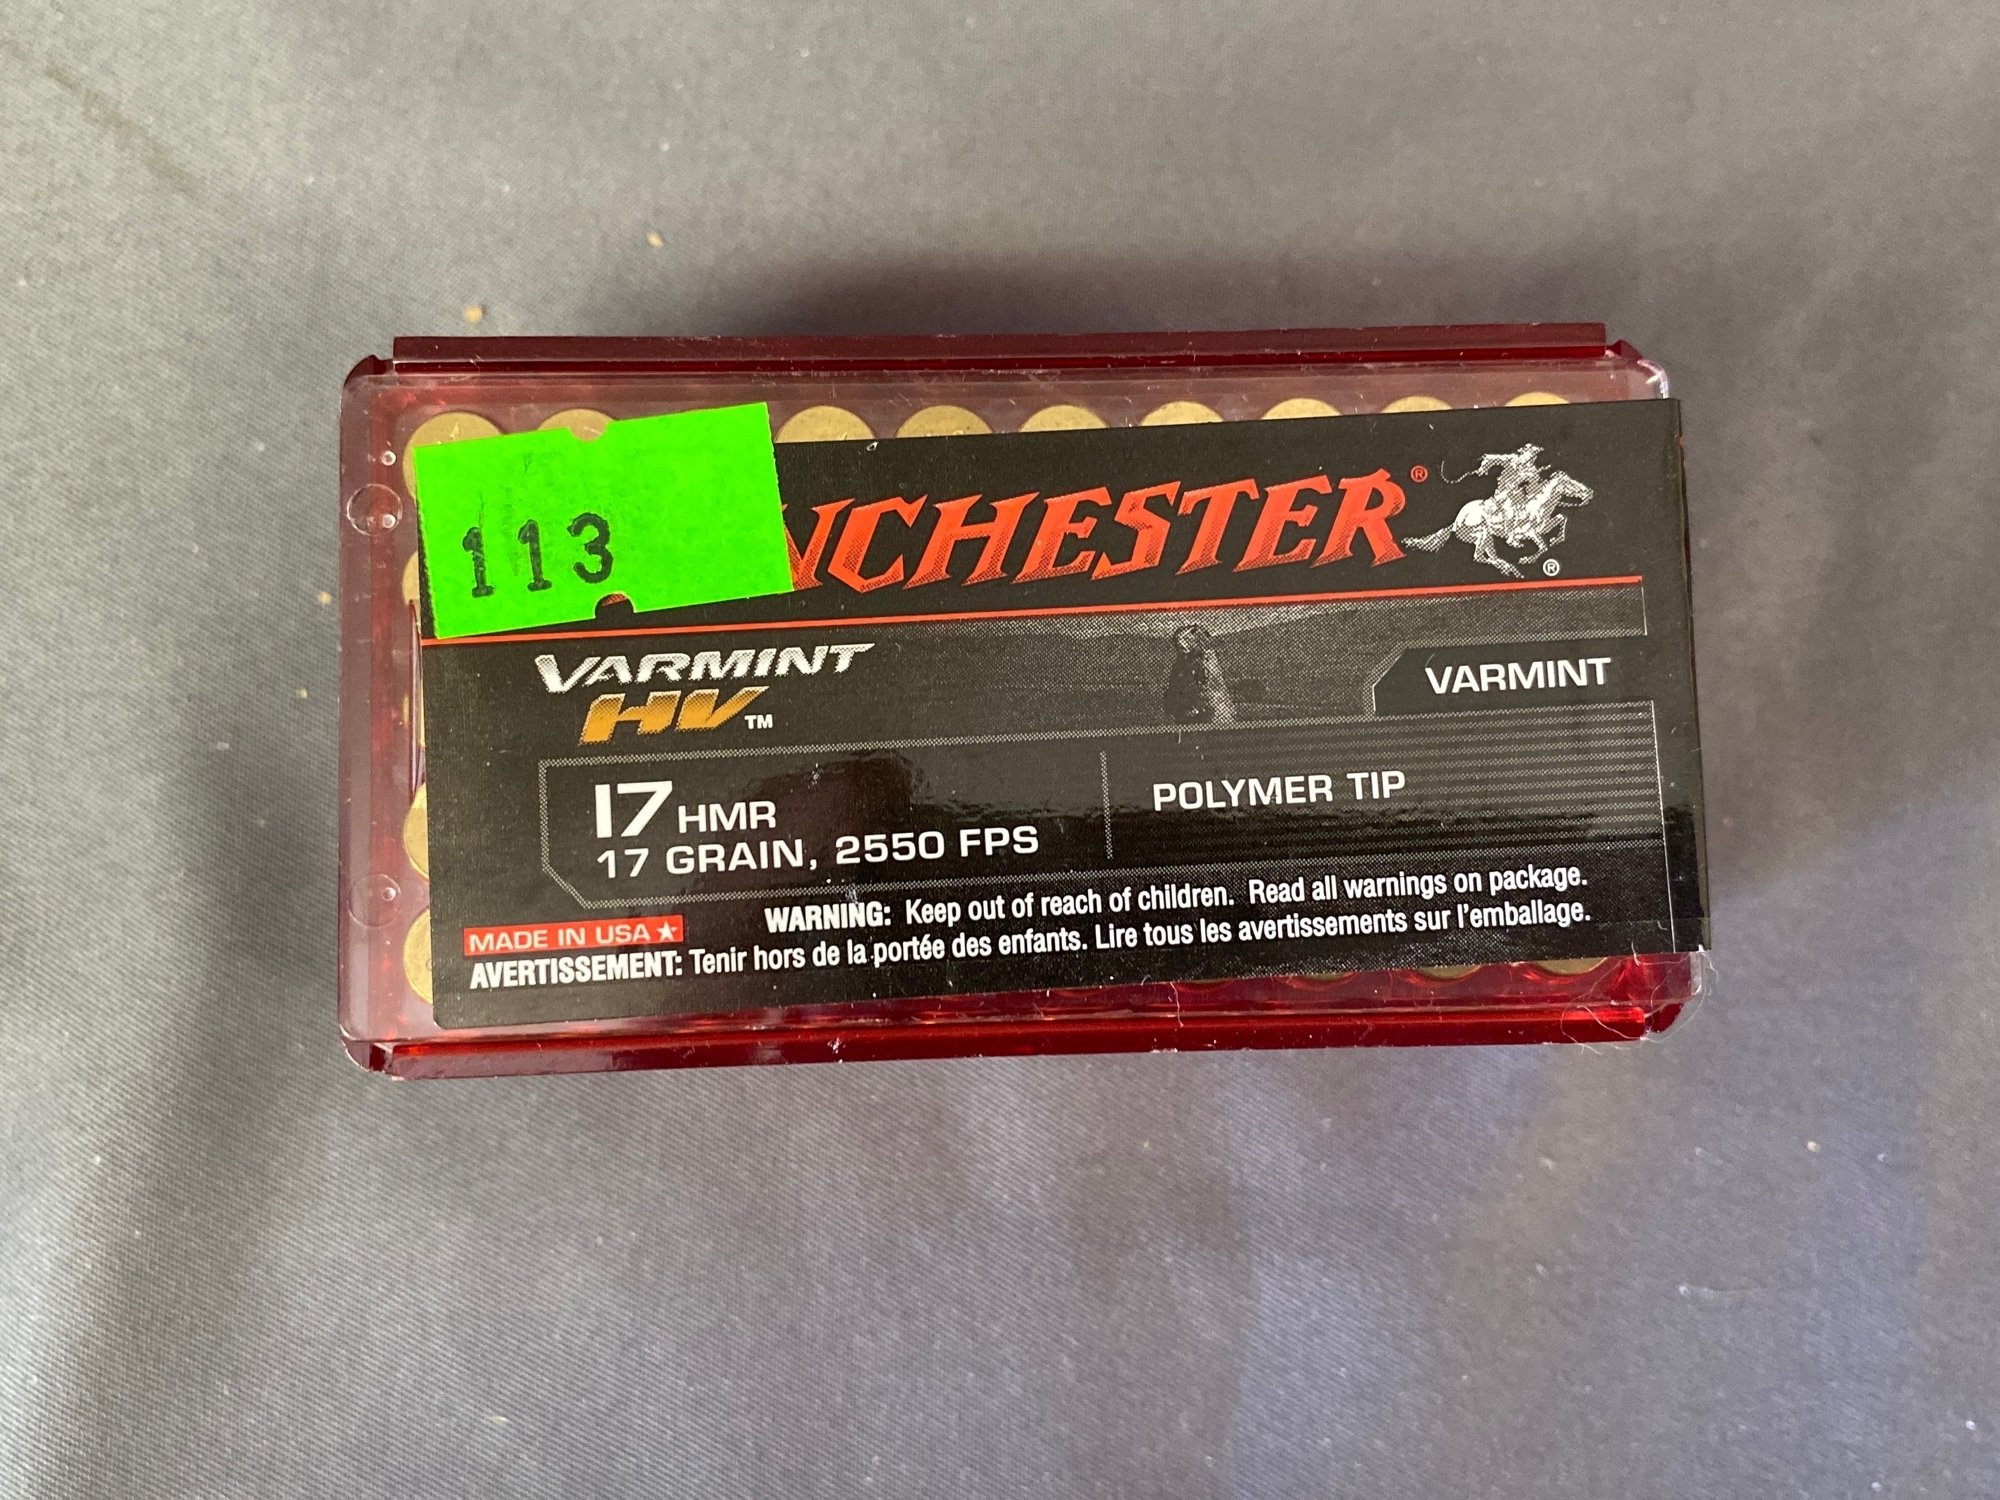 113
NCHESTER®
®
VARMINT
HV™
VARMINT
17 HMR
17 GRAIN, 2550 FPS
POLYMER TIP
MADE IN USA★
WARNING: Keep out of reach of children. Read all warnings on package.
AVERTISSEMENT: Tenir hors de la portée des enfants. Lire tous les avertissements sur l'emballage.